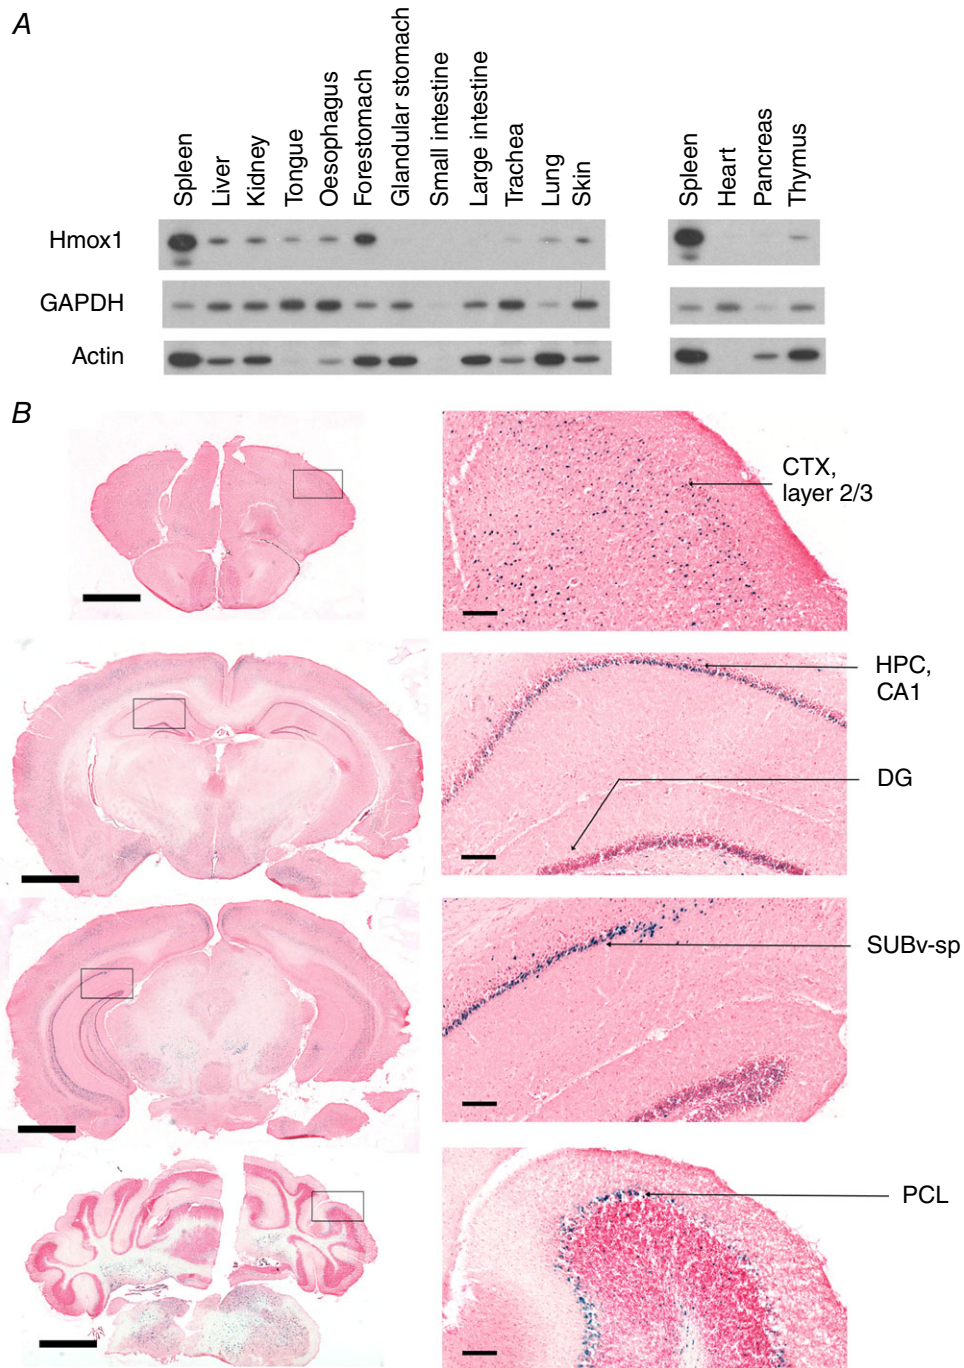 A
Spleen
Liver
Kidney
Tongue
Oesophagus
Forestomach
Glandular stomach
Small intestine
Large intestine
Trachea
Lung
Skin
Spleen
Heart
Pancreas
Thymus
Hmox1
GAPDH
Actin
B
CTX,
layer 2/3
HPC,
CA1
DG
SUBv-sp
PCL